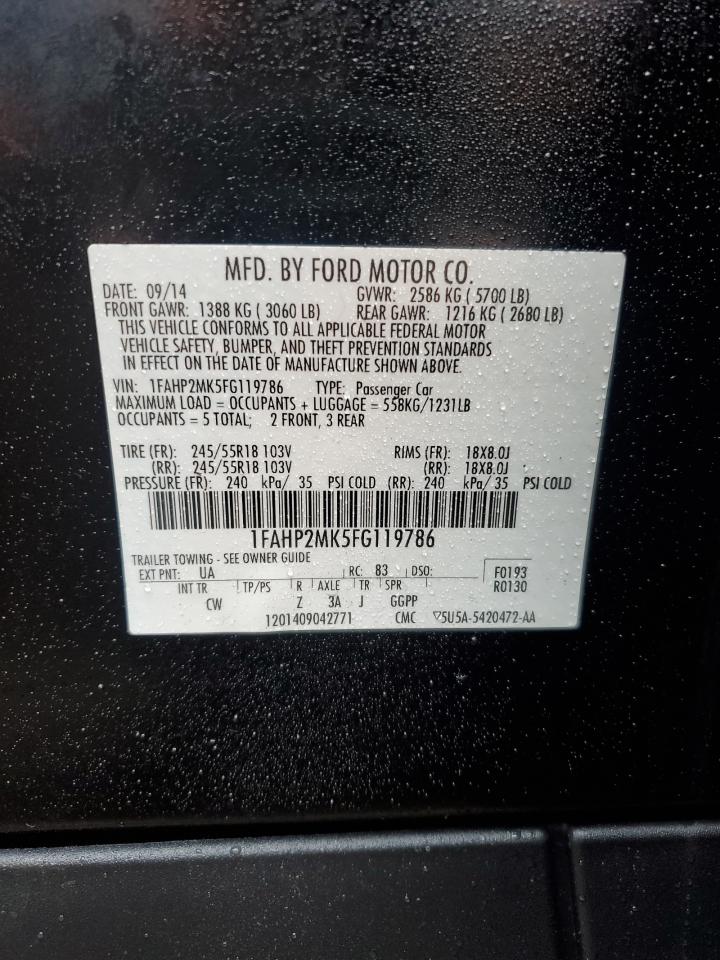 MFD. BY FORD MOTOR CO.
DATE: 09/14 GVWR: 2586 KG ( 5700 LB)
FRONT GAWR: 1388 KG ( 3060 LB) REAR GAWR: 1216 KG ( 2680 LB)
THIS VEHICLE CONFORMS TO ALL APPLICABLE FEDERAL MOTOR
VEHICLE SAFETY, BUMPER, AND THEFT PREVENTION STANDARDS
IN EFFECT ON THE DATE OF MANUFACTURE SHOWN ABOVE.
VIN: 1FAHP2MK5FG119786 TYPE: Passenger Car
MAXIMUM LOAD = OCCUPANTS + LUGGAGE = 558KG/1231LB
OCCUPANTS = 5 TOTAL; 2 FRONT, 3 REAR
TIRE (FR): 245/55R18 103V RIMS (FR): 18X8.0J
(RR): 245/55R18 103V (RR): 18X8.0J
PRESSURE (FR): 240 kPa/ 35 PSI COLD (RR): 240 kPa/ 35 PSI COLD
1FAHP2MK5FG119786
TRAILER TOWING - SEE OWNER GUIDE
EXT PNT: UA RC: 83 DSO: F0193
INT TR TP/PS R AXLE TR SPR R0130
CW Z 3A J GGPP
1201409042771 CMC ▽5U5A-5420472-AA